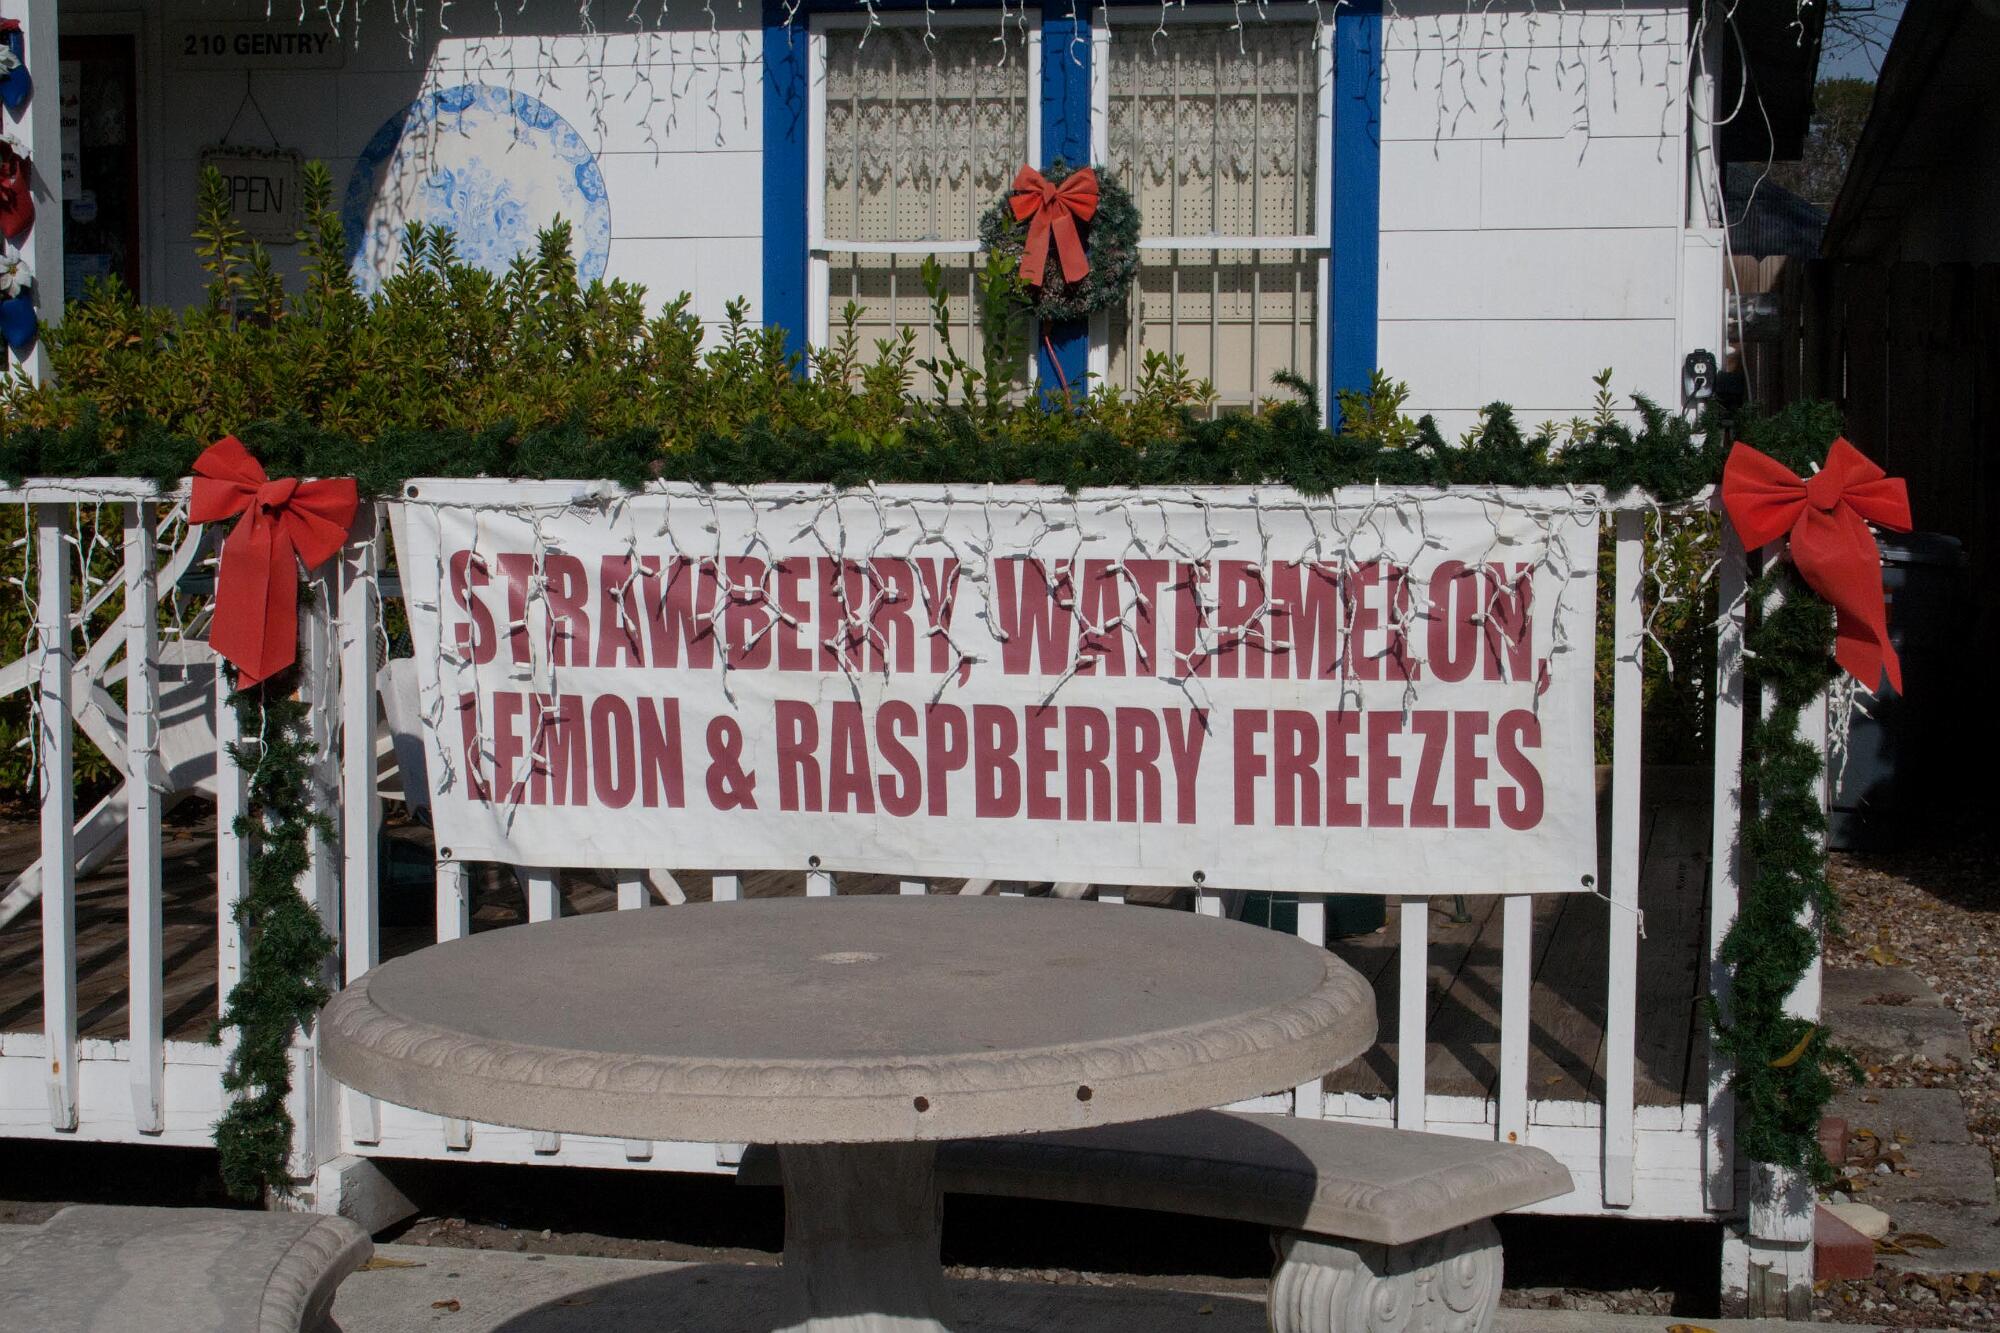 210 GENTRY
OPEN
STRAWBERRY, WATERMELON,
LEMON & RASPBERRY FREEZES